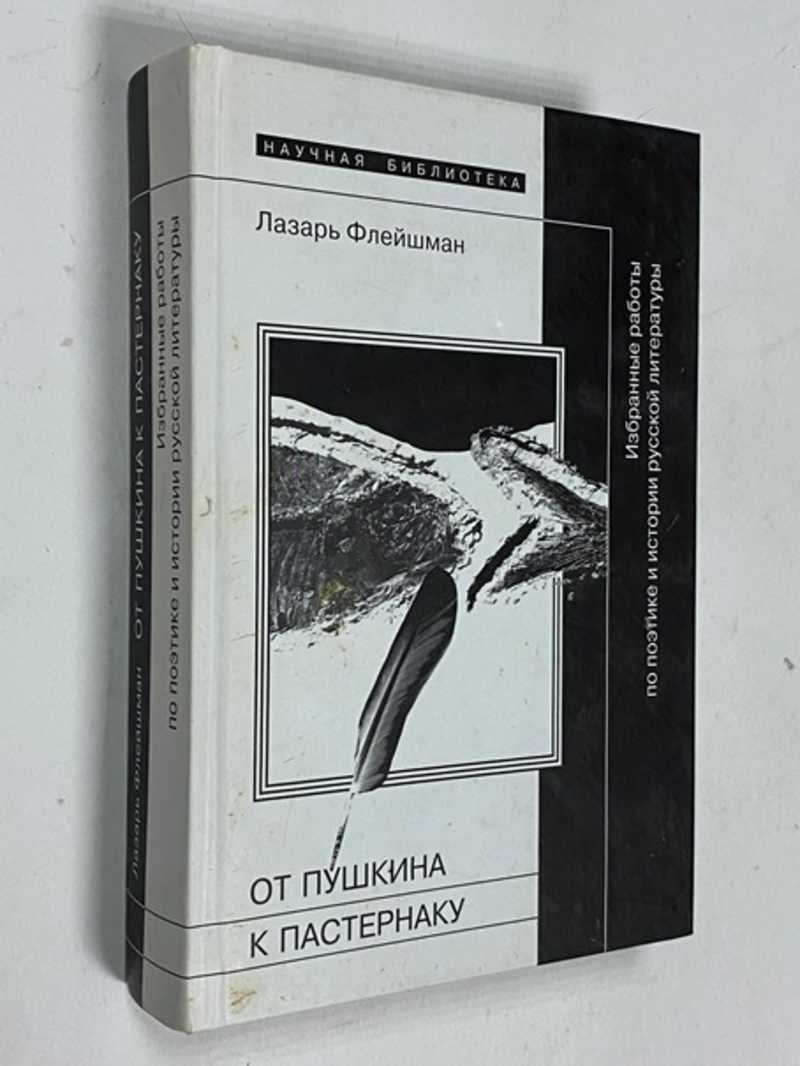 НАУЧНАЯ БИБЛИОТЕКА
Лазарь Флейшман
ОТ ПУШКИНА
К ПАСТЕРНАКУ
Избранные работы
по поэтике и истории русской литературы
Лазарь Флейшман ОТ ПУШКИНА К ПАСТЕРНАКУ
Избранные работы
по поэтике и истории русской литературы